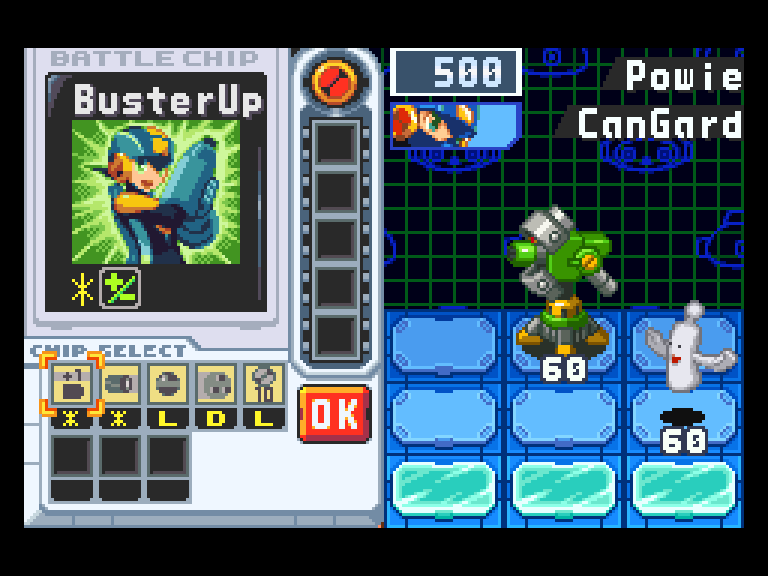 BATTLE CHIP
BusterUp
*
CHIP SELECT
+1
* * L D L
OK
500
Powie
CanGard
60
60